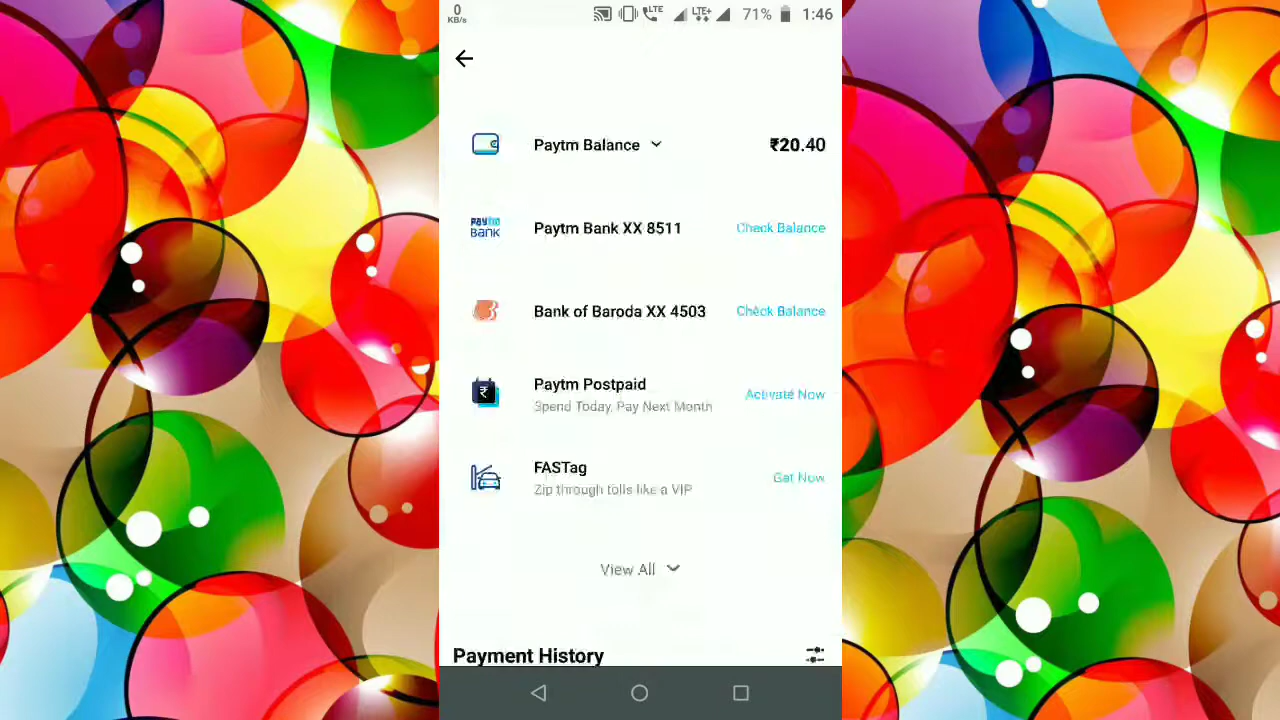 0
KB/s
LTE LTE+ 71% 1:46
Paytm Balance ₹20.40
paytm
BANK
Paytm Bank XX 8511 Check Balance
Bank of Baroda XX 4503 Check Balance
₹
Paytm Postpaid
Spend Today, Pay Next Month
Activate Now
FASTag
Zip through tolls like a VIP
Get Now
View All
Payment History